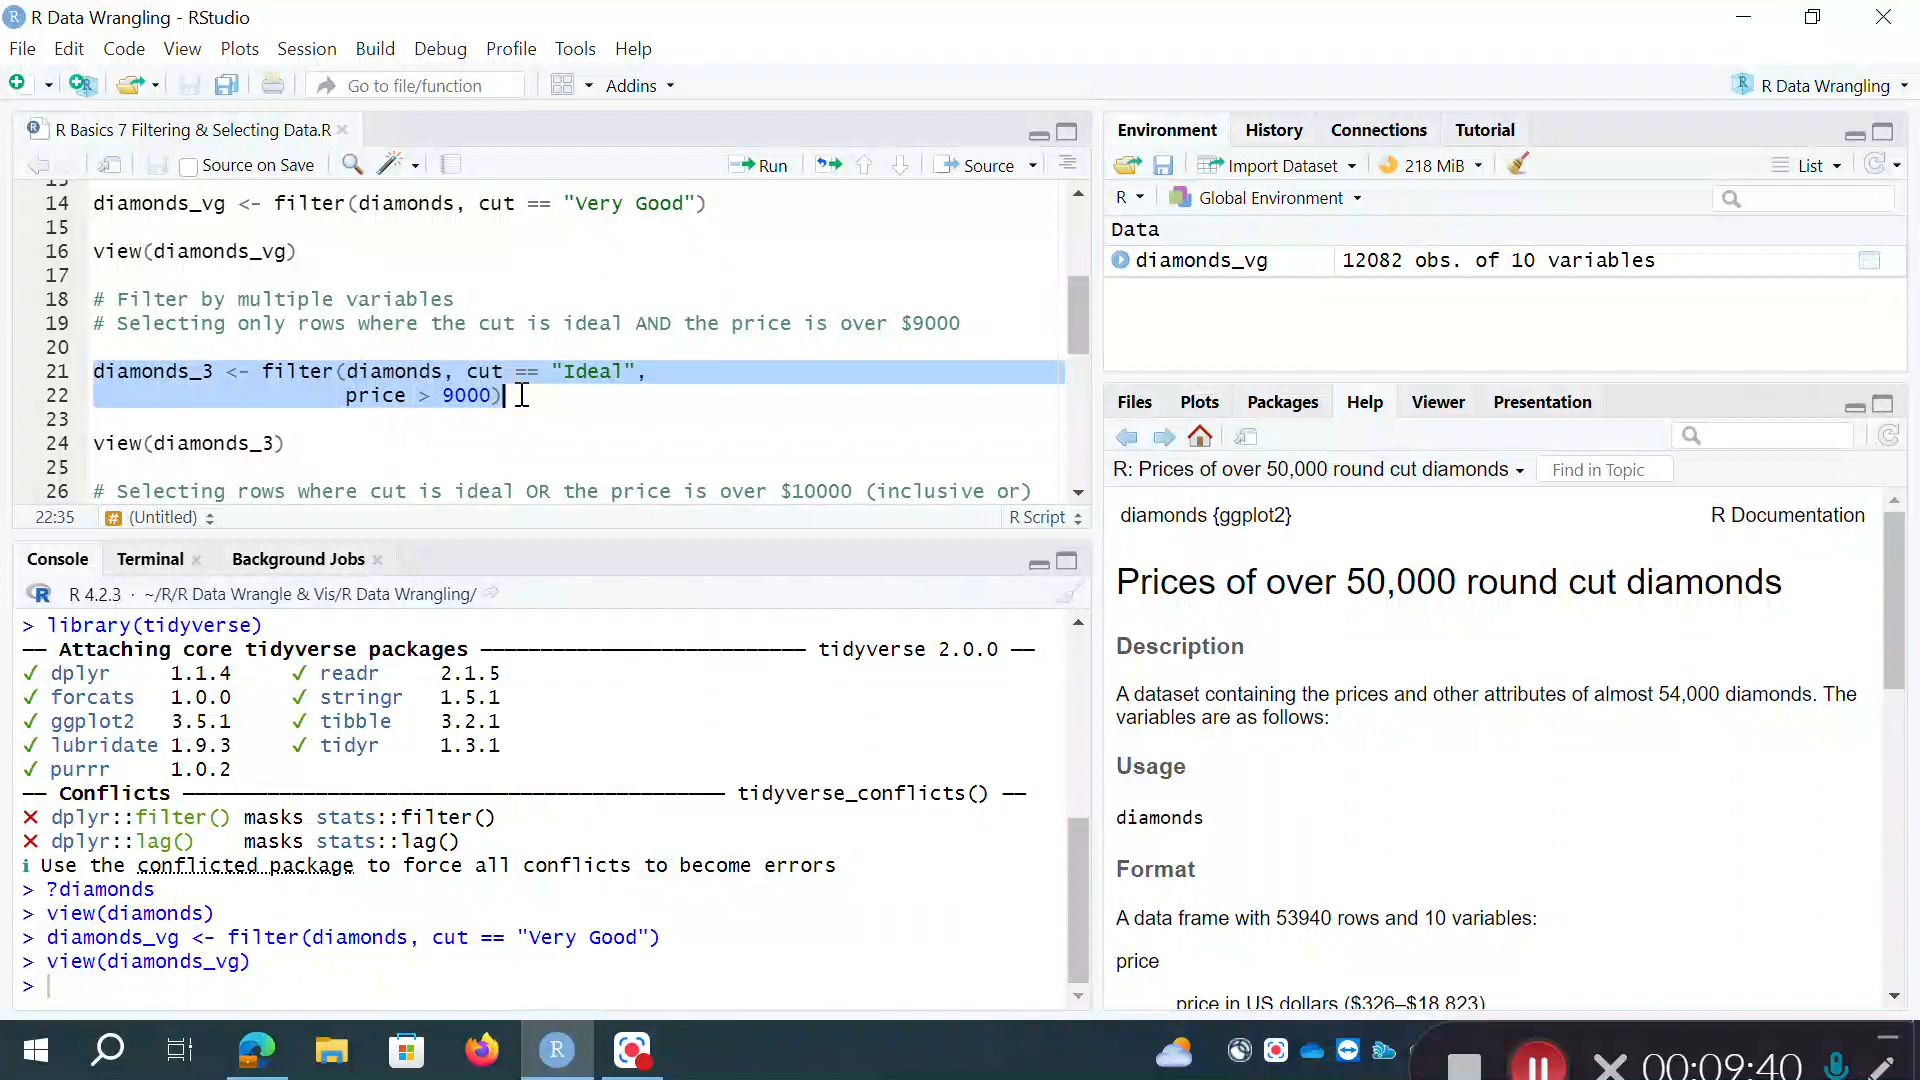 R Data Wrangling - RStudio
File Edit Code View Plots Session Build Debug Profile Tools Help
Go to file/function Addins R Data Wrangling
R Basics 7 Filtering & Selecting Data.R
Source on Save Run Source
14 diamonds_vg <- filter(diamonds, cut == "Very Good")
15
16 view(diamonds_vg)
17
18 # Filter by multiple variables
19 # Selecting only rows where the cut is ideal AND the price is over $9000
20
21 diamonds_3 <- filter(diamonds, cut == "Ideal",
22 price > 9000)
23
24 view(diamonds_3)
25
26 # Selecting rows where cut is ideal OR the price is over $10000 (inclusive or)
22:35 # (Untitled) R Script
Console Terminal Background Jobs
R 4.2.3 · ~/R/R Data Wrangle & Vis/R Data Wrangling/
> library(tidyverse)
── Attaching core tidyverse packages ─────────────────────────── tidyverse 2.0.0 ──
✓ dplyr 1.1.4 ✓ readr 2.1.5
✓ forcats 1.0.0 ✓ stringr 1.5.1
✓ ggplot2 3.5.1 ✓ tibble 3.2.1
✓ lubridate 1.9.3 ✓ tidyr 1.3.1
✓ purrr 1.0.2
── Conflicts ───────────────────────────────────────────── tidyverse_conflicts() ──
✕ dplyr::filter() masks stats::filter()
✕ dplyr::lag() masks stats::lag()
ℹ Use the conflicted package to force all conflicts to become errors
> ?diamonds
> view(diamonds)
> diamonds_vg <- filter(diamonds, cut == "Very Good")
> view(diamonds_vg)
>
Environment History Connections Tutorial
Import Dataset 218 MiB List
R Global Environment
Data
diamonds_vg 12082 obs. of 10 variables
Files Plots Packages Help Viewer Presentation
R: Prices of over 50,000 round cut diamonds Find in Topic
diamonds {ggplot2} R Documentation
Prices of over 50,000 round cut diamonds
Description
A dataset containing the prices and other attributes of almost 54,000 diamonds. The
variables are as follows:
Usage
diamonds
Format
A data frame with 53940 rows and 10 variables:
price
price in US dollars ($326–$18,823)
00:09:40